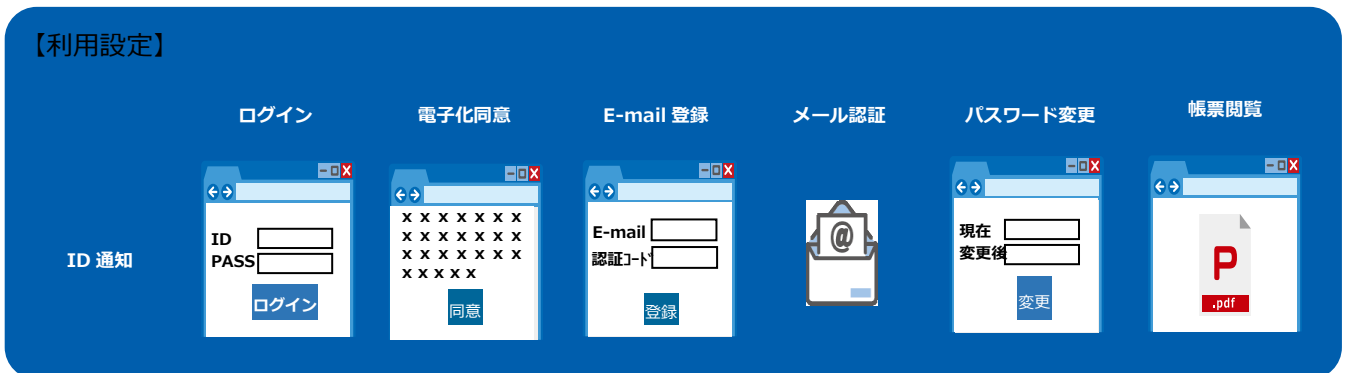 【利用設定】
ログイン
電子化同意
E-mail 登録
メール認証
パスワード変更
帳票閲覧
ID 通知
ID
PASS
ログイン
x x x x x x x
x x x x x x x
x x x x x x x
x x x x x
同意
E-mail
認証ｺｰﾄﾞ
登録
@
現在
変更後
変更
P
.pdf